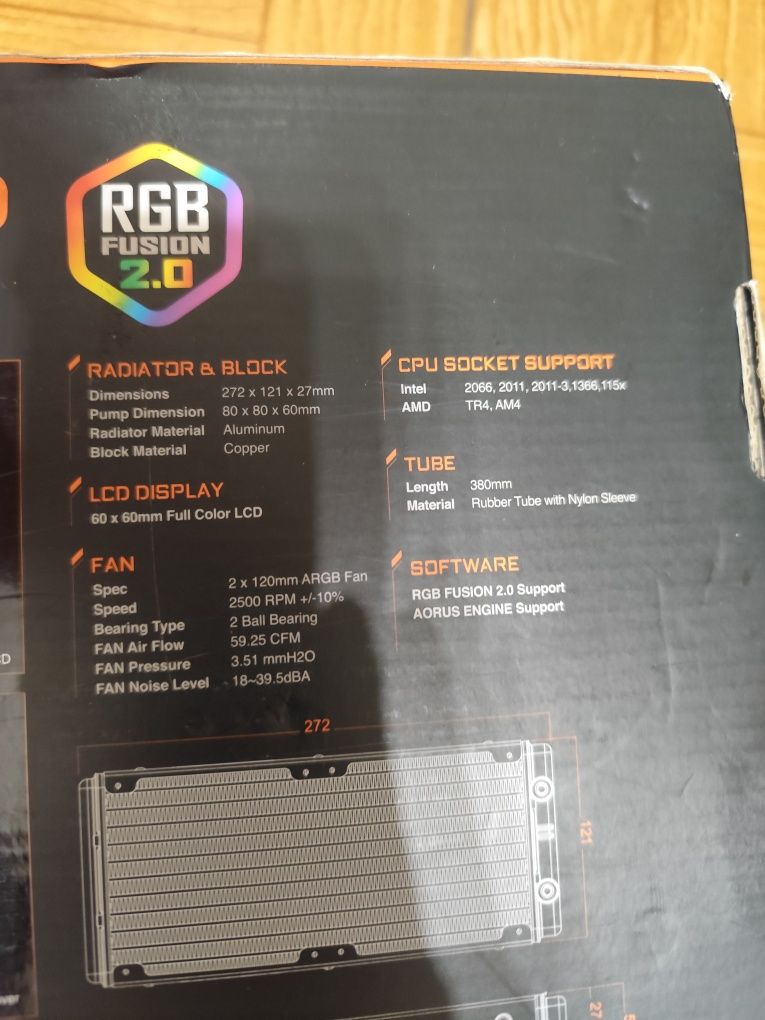 RGB
FUSION
2.0
RADIATOR & BLOCK
Dimensions 272 x 121 x 27mm
Pump Dimension 80 x 80 x 60mm
Radiator Material Aluminum
Block Material Copper
LCD DISPLAY
60 x 60mm Full Color LCD
FAN
Spec 2 x 120mm ARGB Fan
Speed 2500 RPM +/-10%
Bearing Type 2 Ball Bearing
FAN Air Flow 59.25 CFM
FAN Pressure 3.51 mmH2O
FAN Noise Level 18~39.5dBA
CPU SOCKET SUPPORT
Intel 2066, 2011, 2011-3,1366,115x
AMD TR4, AM4
TUBE
Length 380mm
Material Rubber Tube with Nylon Sleeve
SOFTWARE
RGB FUSION 2.0 Support
AORUS ENGINE Support
272
121
27